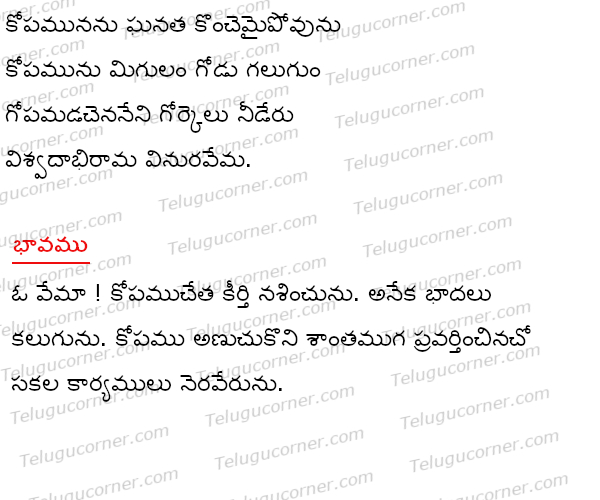 కోపమునను ఘనత కొంచెమైపోవును
కోపమును మిగులం గోడు గలుగుం
గోపమడచెననేని గోర్కెలు నీడేరు
విశ్వదాభిరామ వినురవేమ.
భావము
ఓ వేమా ! కోపముచేత కీర్తి నశించును. అనేక బాదలు
కలుగును. కోపము అణుచుకొని శాంతముగ ప్రవర్తించినచో
సకల కార్యములు నెరవేరును.
Telugucorner.com